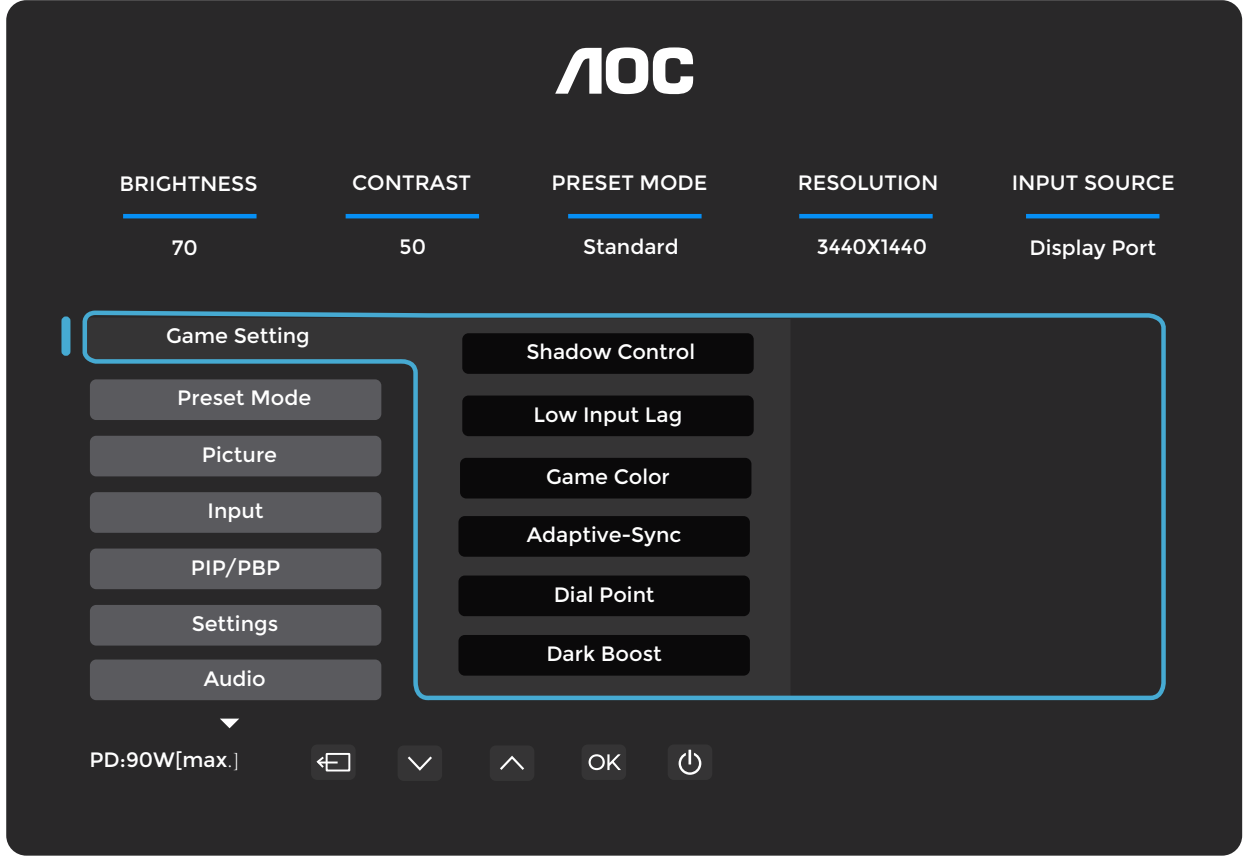 AOC
BRIGHTNESS CONTRAST PRESET MODE RESOLUTION INPUT SOURCE
70 50 Standard 3440X1440 Display Port
Game Setting
Preset Mode
Picture
Input
PIP/PBP
Settings
Audio
Shadow Control
Low Input Lag
Game Color
Adaptive-Sync
Dial Point
Dark Boost
PD:90W[max.]
OK